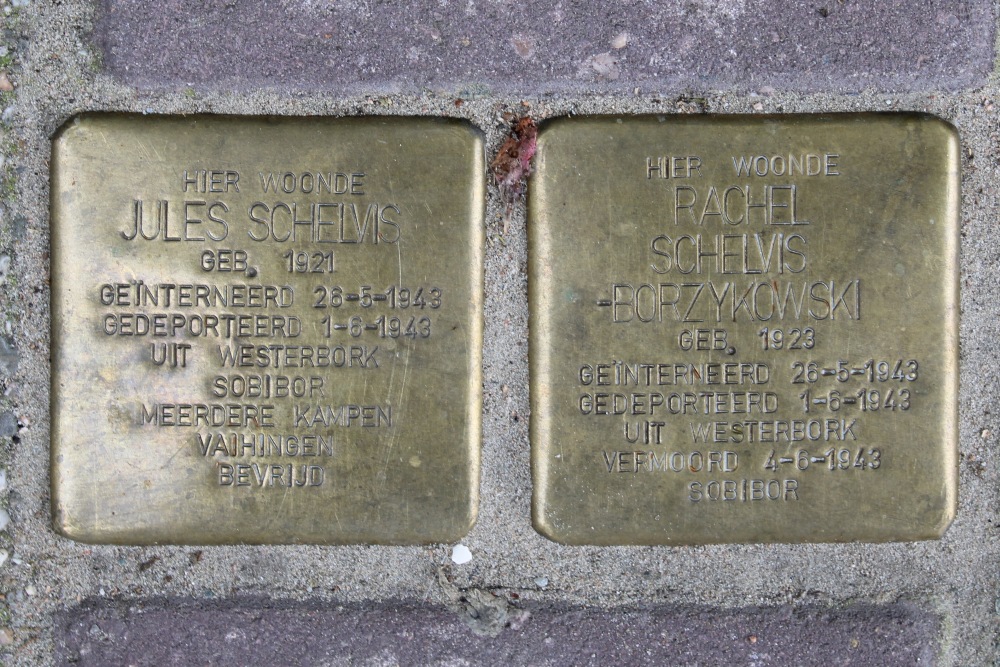 HIER WOONDE
JULES SCHELVIS
GEB. 1921
GEÏNTERNEERD 26-5-1943
GEDEPORTEERD 1-6-1943
UIT WESTERBORK
SOBIBOR
MEERDERE KAMPEN
VAIHINGEN
BEVRIJD
HIER WOONDE
RACHEL
SCHELVIS
-BORZYKOWSKI
GEB. 1923
GEÏNTERNEERD 26-5-1943
GEDEPORTEERD 1-6-1943
UIT WESTERBORK
VERMOORD 4-6-1943
SOBIBOR